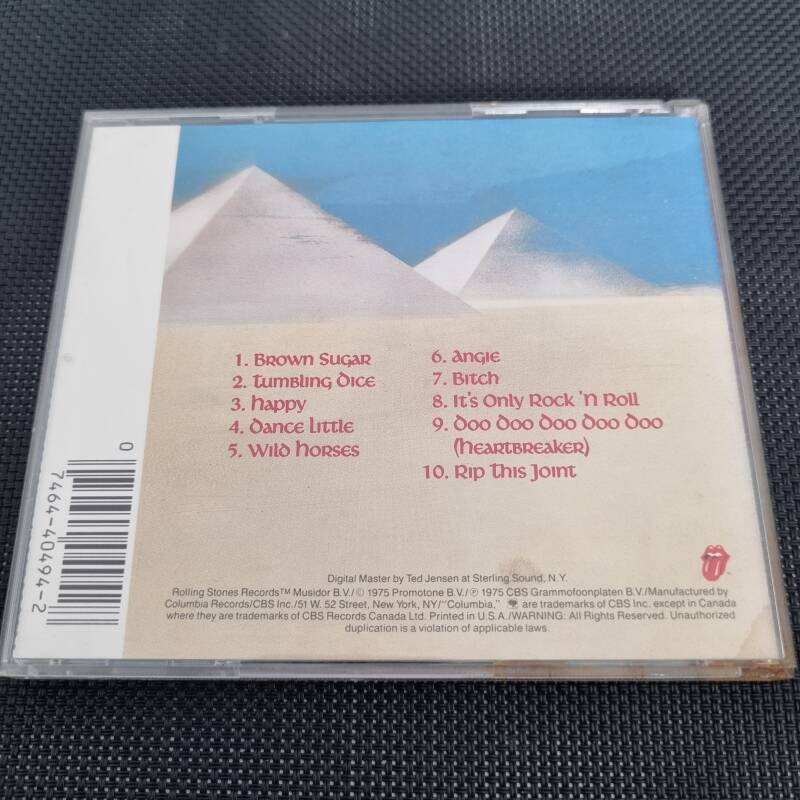 1. Brown Sugar
2. Tumbling Dice
3. Happy
4. Dance Little
5. Wild Horses
6. Angie
7. Bitch
8. It's Only Rock 'N Roll
9. Doo Doo Doo Doo Doo
(Heartbreaker)
10. Rip This Joint
0
7464-40494-2
Digital Master by Ted Jensen at Sterling Sound, N.Y.
Rolling Stones Records™ Musidor B.V./© 1975 Promotone B.V./℗ 1975 CBS Grammofoonplaten B.V./Manufactured by
Columbia Records/CBS Inc./51 W. 52 Street, New York, NY/"Columbia," are trademarks of CBS Inc. except in Canada
where they are trademarks of CBS Records Canada Ltd. Printed in U.S.A./WARNING: All Rights Reserved. Unauthorized
duplication is a violation of applicable laws.